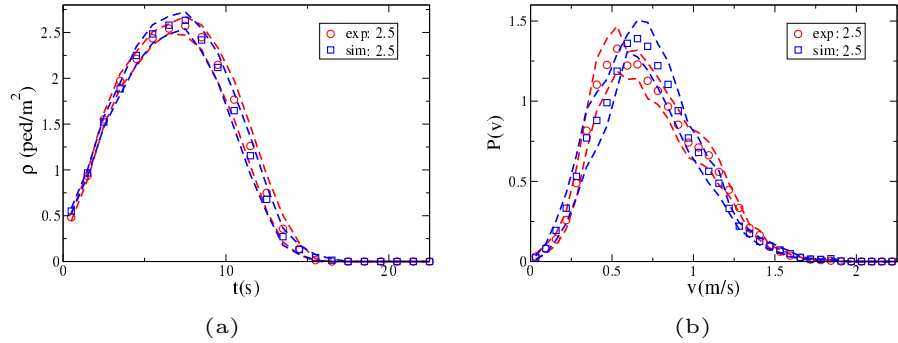 2.5
2
1.5
1
0.5
0
ρ (ped/m²)
exp: 2.5
sim: 2.5
0 10 20
t(s)
(a)
1.5
1
0.5
0
P(v)
exp: 2.5
sim: 2.5
0 0.5 1 1.5 2
v(m/s)
(b)